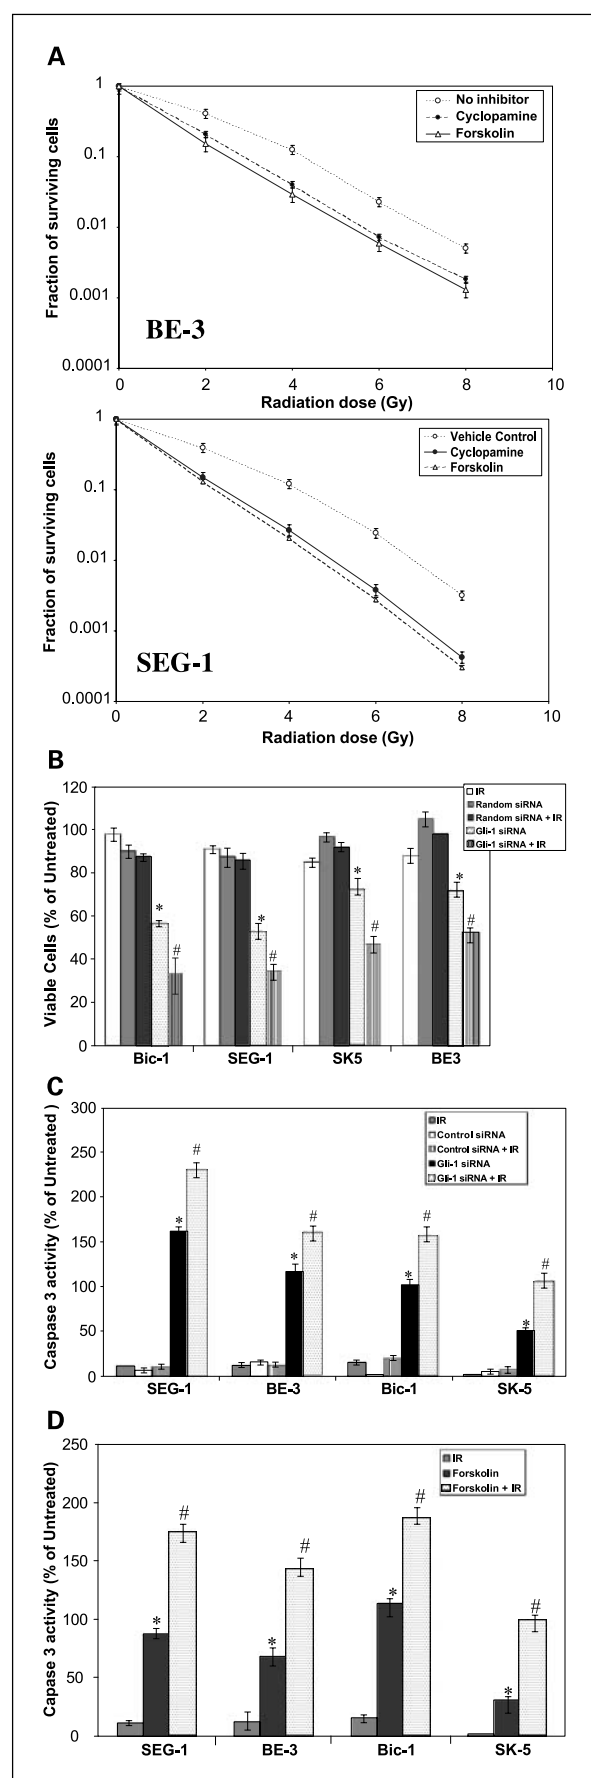 A
1
0.1
0.01
0.001
0.0001
Fraction of surviving cells
No inhibitor
Cyclopamine
Forskolin
BE-3
0 2 4 6 8 10
Radiation dose (Gy)
1
0.1
0.01
0.001
0.0001
Fraction of surviving cells
Vehicle Control
Cyclopamine
Forskolin
SEG-1
0 2 4 6 8 10
Radiation dose (Gy)
B
120
100
80
60
40
20
0
Viable Cells (% of Untreated)
IR
Random siRNA
Random siRNA + IR
Gli-1 siRNA
Gli-1 siRNA + IR
* # * # * # * #
Bic-1 SEG-1 SK5 BE3
C
300
250
200
150
100
50
0
Caspase 3 activity (% of Untreated )
IR
Control siRNA
Control siRNA + IR
Gli-1 siRNA
Gli-1 siRNA + IR
* # * # * # * #
SEG-1 BE-3 Bic-1 SK-5
D
250
200
150
100
50
0
Capase 3 activity (% of Untreated)
IR
Forskolin
Forskolin + IR
* # * # * # * #
SEG-1 BE-3 Bic-1 SK-5